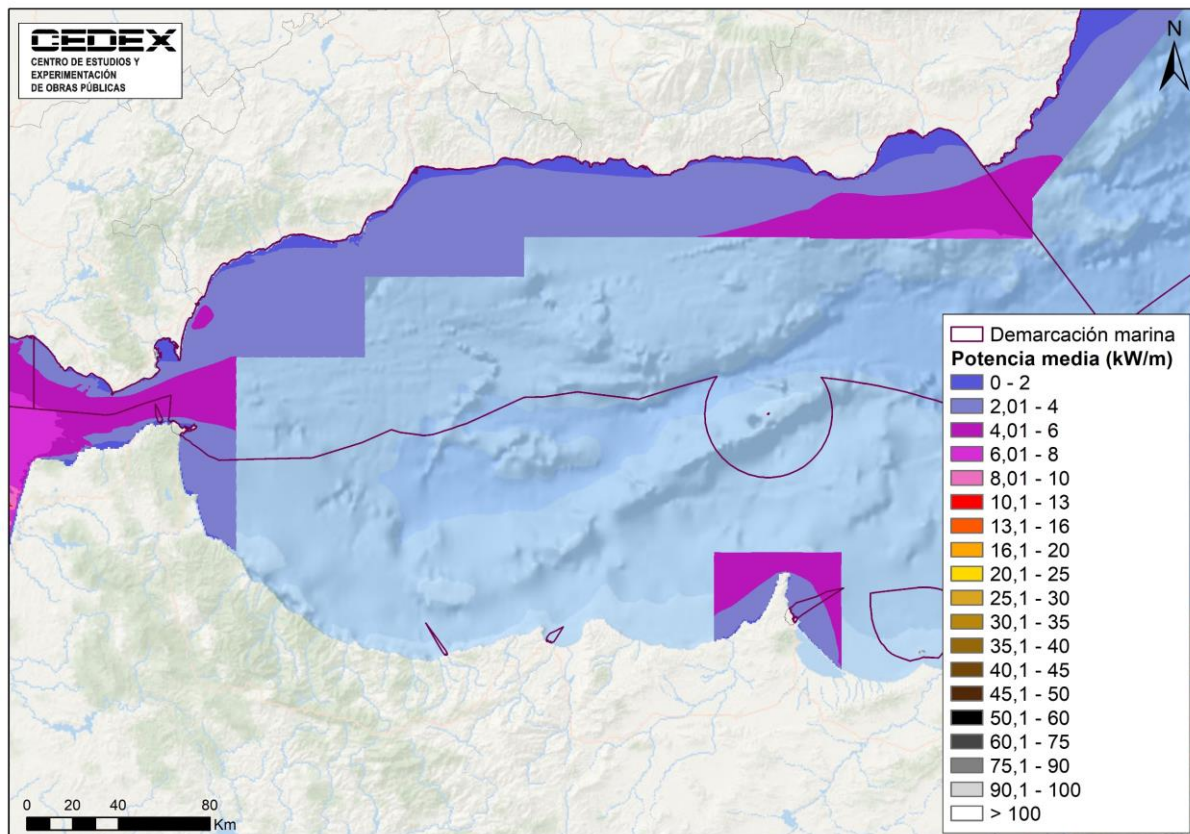 CEDEX
CENTRO DE ESTUDIOS Y
EXPERIMENTACIÓN
DE OBRAS PÚBLICAS
N
Demarcación marina
Potencia media (kW/m)
0 - 2
2,01 - 4
4,01 - 6
6,01 - 8
8,01 - 10
10,1 - 13
13,1 - 16
16,1 - 20
20,1 - 25
25,1 - 30
30,1 - 35
35,1 - 40
40,1 - 45
45,1 - 50
50,1 - 60
60,1 - 75
75,1 - 90
90,1 - 100
> 100
0 20 40 80
Km